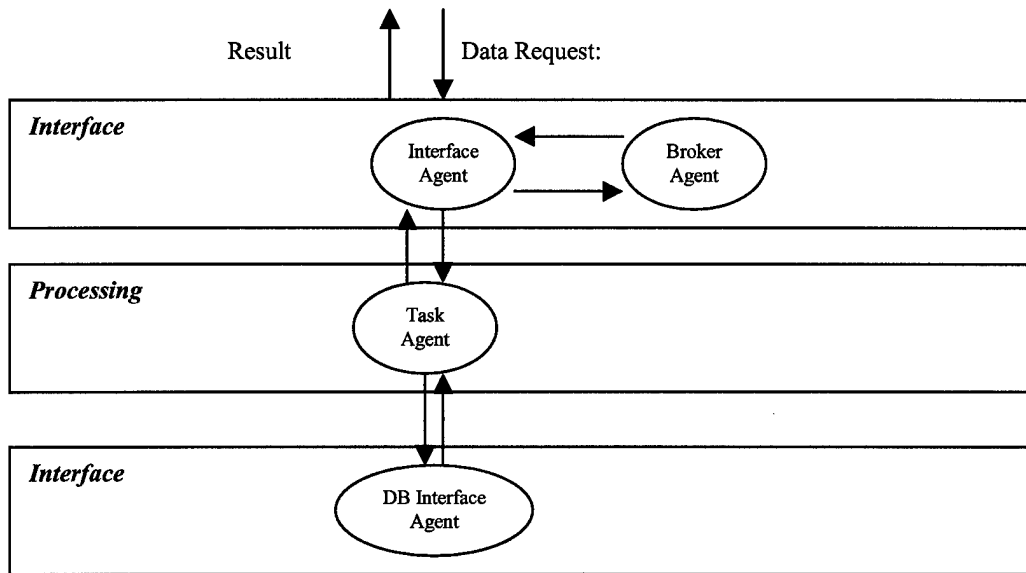 Result
Data Request:
Interface
Interface
Agent
Broker
Agent
Processing
Task
Agent
Interface
DB Interface
Agent